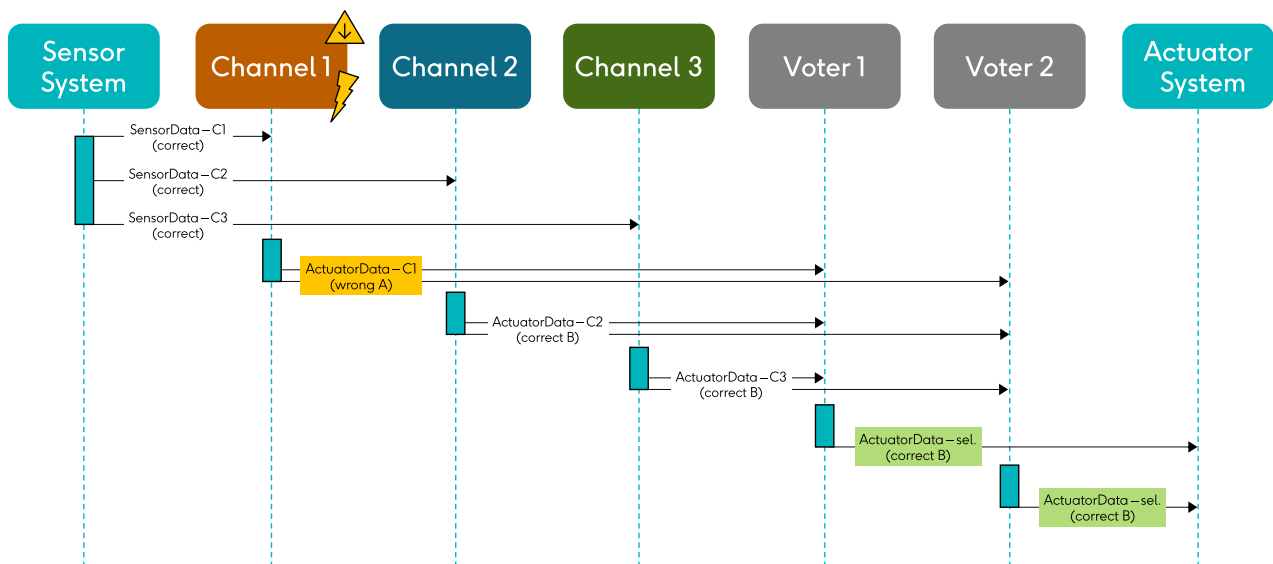 Sensor
System
Channel 1
Channel 2
Channel 3
Voter 1
Voter 2
Actuator
System
SensorData–C1
(correct)
SensorData–C2
(correct)
SensorData–C3
(correct)
ActuatorData–C1
(wrong A)
ActuatorData–C2
(correct B)
ActuatorData–C3
(correct B)
ActuatorData–sel.
(correct B)
ActuatorData–sel.
(correct B)